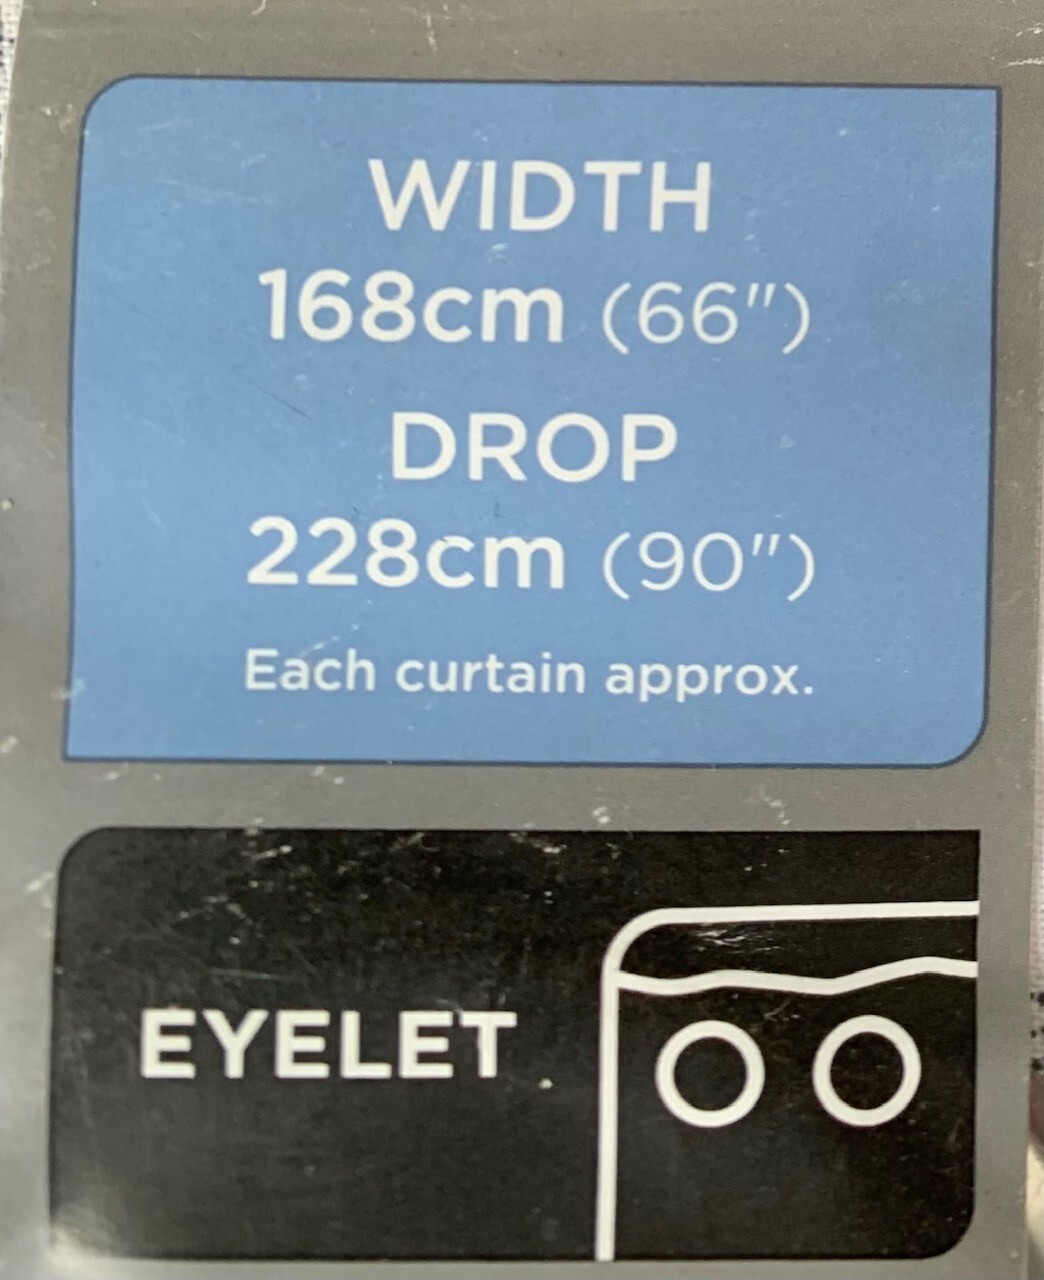 WIDTH
168cm (66")
DROP
228cm (90")
Each curtain approx.
EYELET